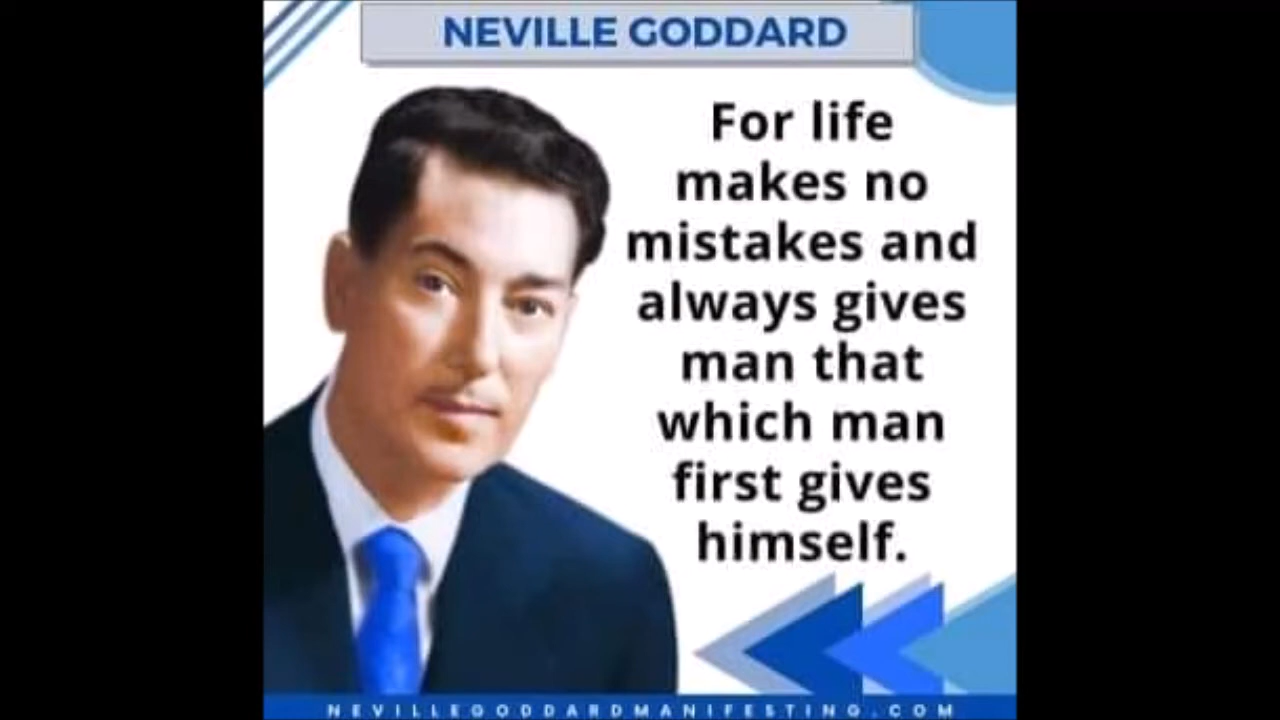 NEVILLE GODDARD
For life
makes no
mistakes and
always gives
man that
which man
first gives
himself.
NEVILLEGODDARDMANIFESTING.COM